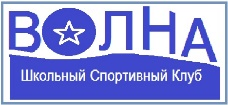 ВОЛНА
Школьный Спортивный Клуб